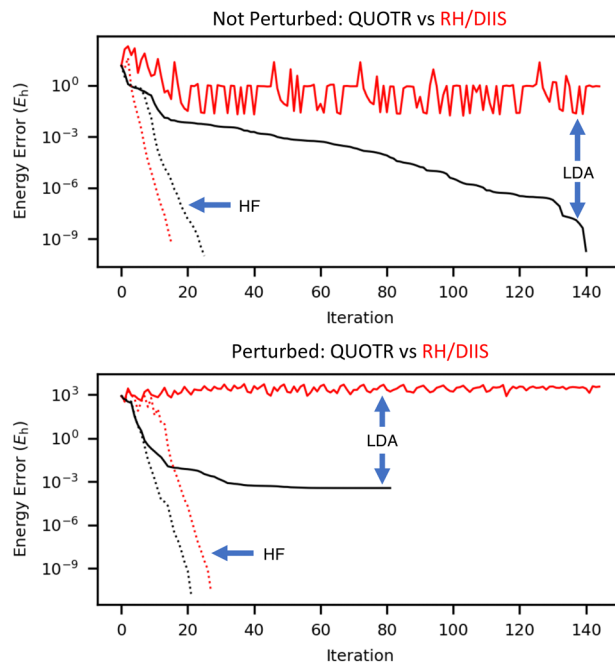 Not Perturbed: QUOTR vs RH/DIIS
Energy Error (E_h)
10^0
10^-3
10^-6
10^-9
LDA
HF
0 20 40 60 80 100 120 140
Iteration
Perturbed: QUOTR vs RH/DIIS
Energy Error (E_h)
10^3
10^0
10^-3
10^-6
10^-9
LDA
HF
0 20 40 60 80 100 120 140
Iteration